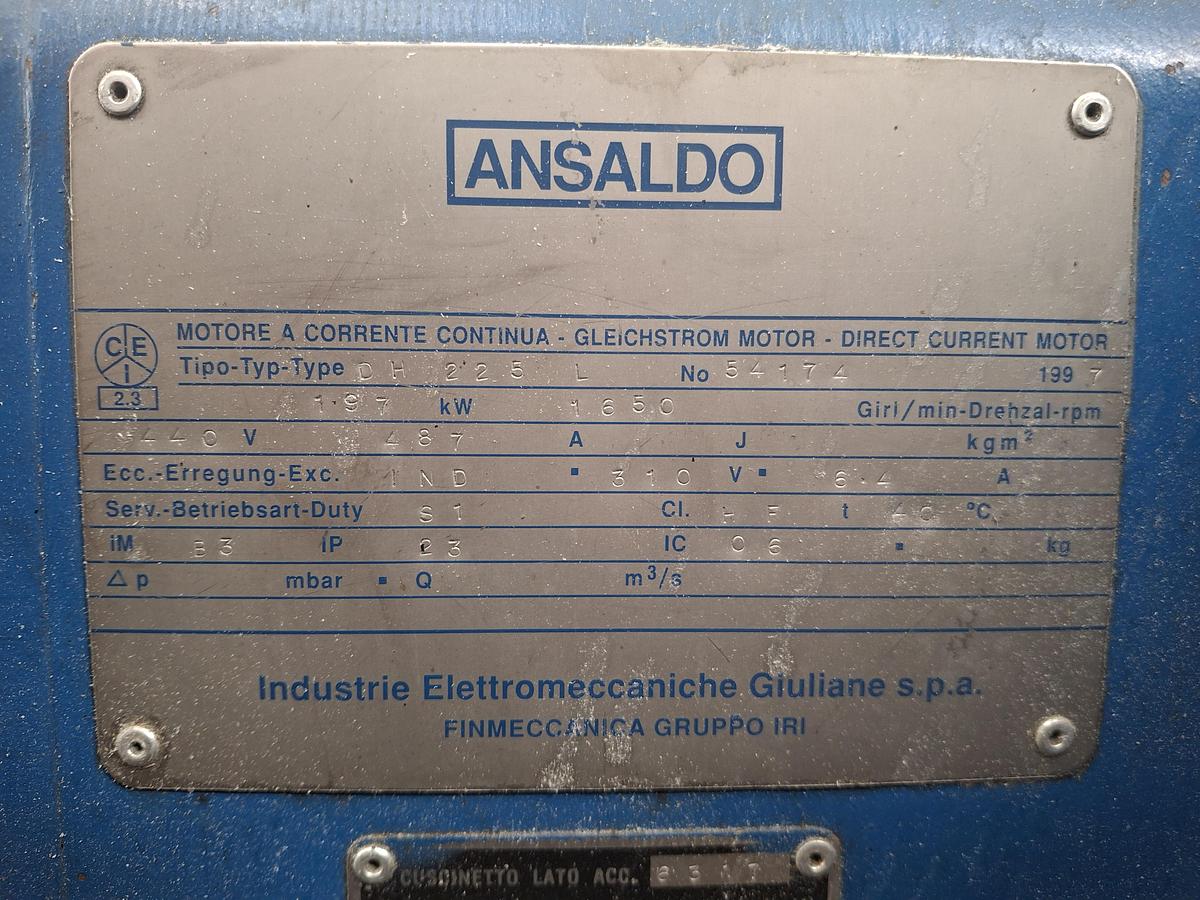 ANSALDO
CEI
2.3
MOTORE A CORRENTE CONTINUA - GLEICHSTROM MOTOR - DIRECT CURRENT MOTOR
Tipo-Typ-Type DH 225 L No 54174 1997
197 kW 1650 Giri/min-Drehzal-rpm
440 V 487 A J kgm²
Ecc.-Erregung-Exc. IND 310 V 6.4 A
Serv.-Betriebsart-Duty S1 Cl. HF t 40 °C
IM B3 IP 23 IC 06 kg
Δp mbar Q m³/s
Industrie Elettromeccaniche Giuliane s.p.a.
FINMECCANICA GRUPPO IRI
CUSCINETTO LATO ACC. 6317